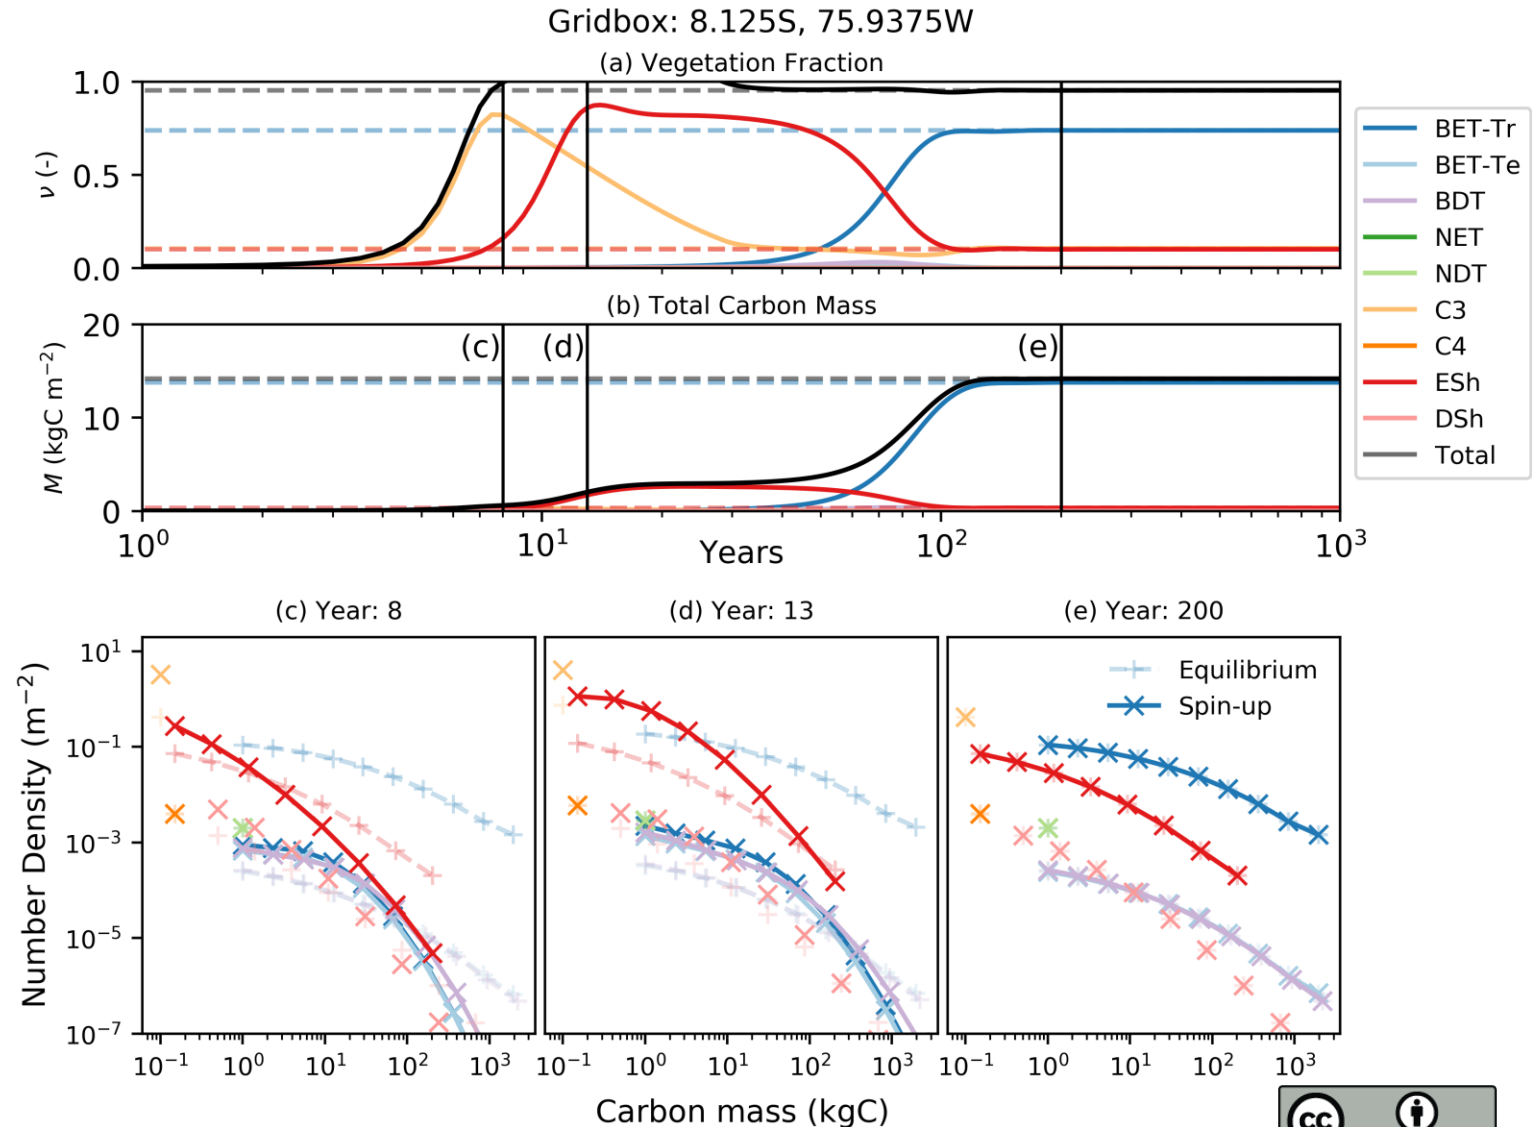 Gridbox: 8.125S, 75.9375W
(a) Vegetation Fraction
1.0
0.5
0.0
ν (-)
BET-Tr
BET-Te
BDT
NET
NDT
C3
C4
ESh
DSh
Total
(b) Total Carbon Mass
20
10
0
M (kgC m⁻²)
(c)
(d)
(e)
10⁰
10¹
10²
10³
Years
(c) Year: 8
(d) Year: 13
(e) Year: 200
Equilibrium
Spin-up
Number Density (m⁻²)
10¹
10⁻¹
10⁻³
10⁻⁵
10⁻⁷
10⁻¹ 10⁰ 10¹ 10² 10³
10⁻¹ 10⁰ 10¹ 10² 10³
10⁻¹ 10⁰ 10¹ 10² 10³
Carbon mass (kgC)
cc